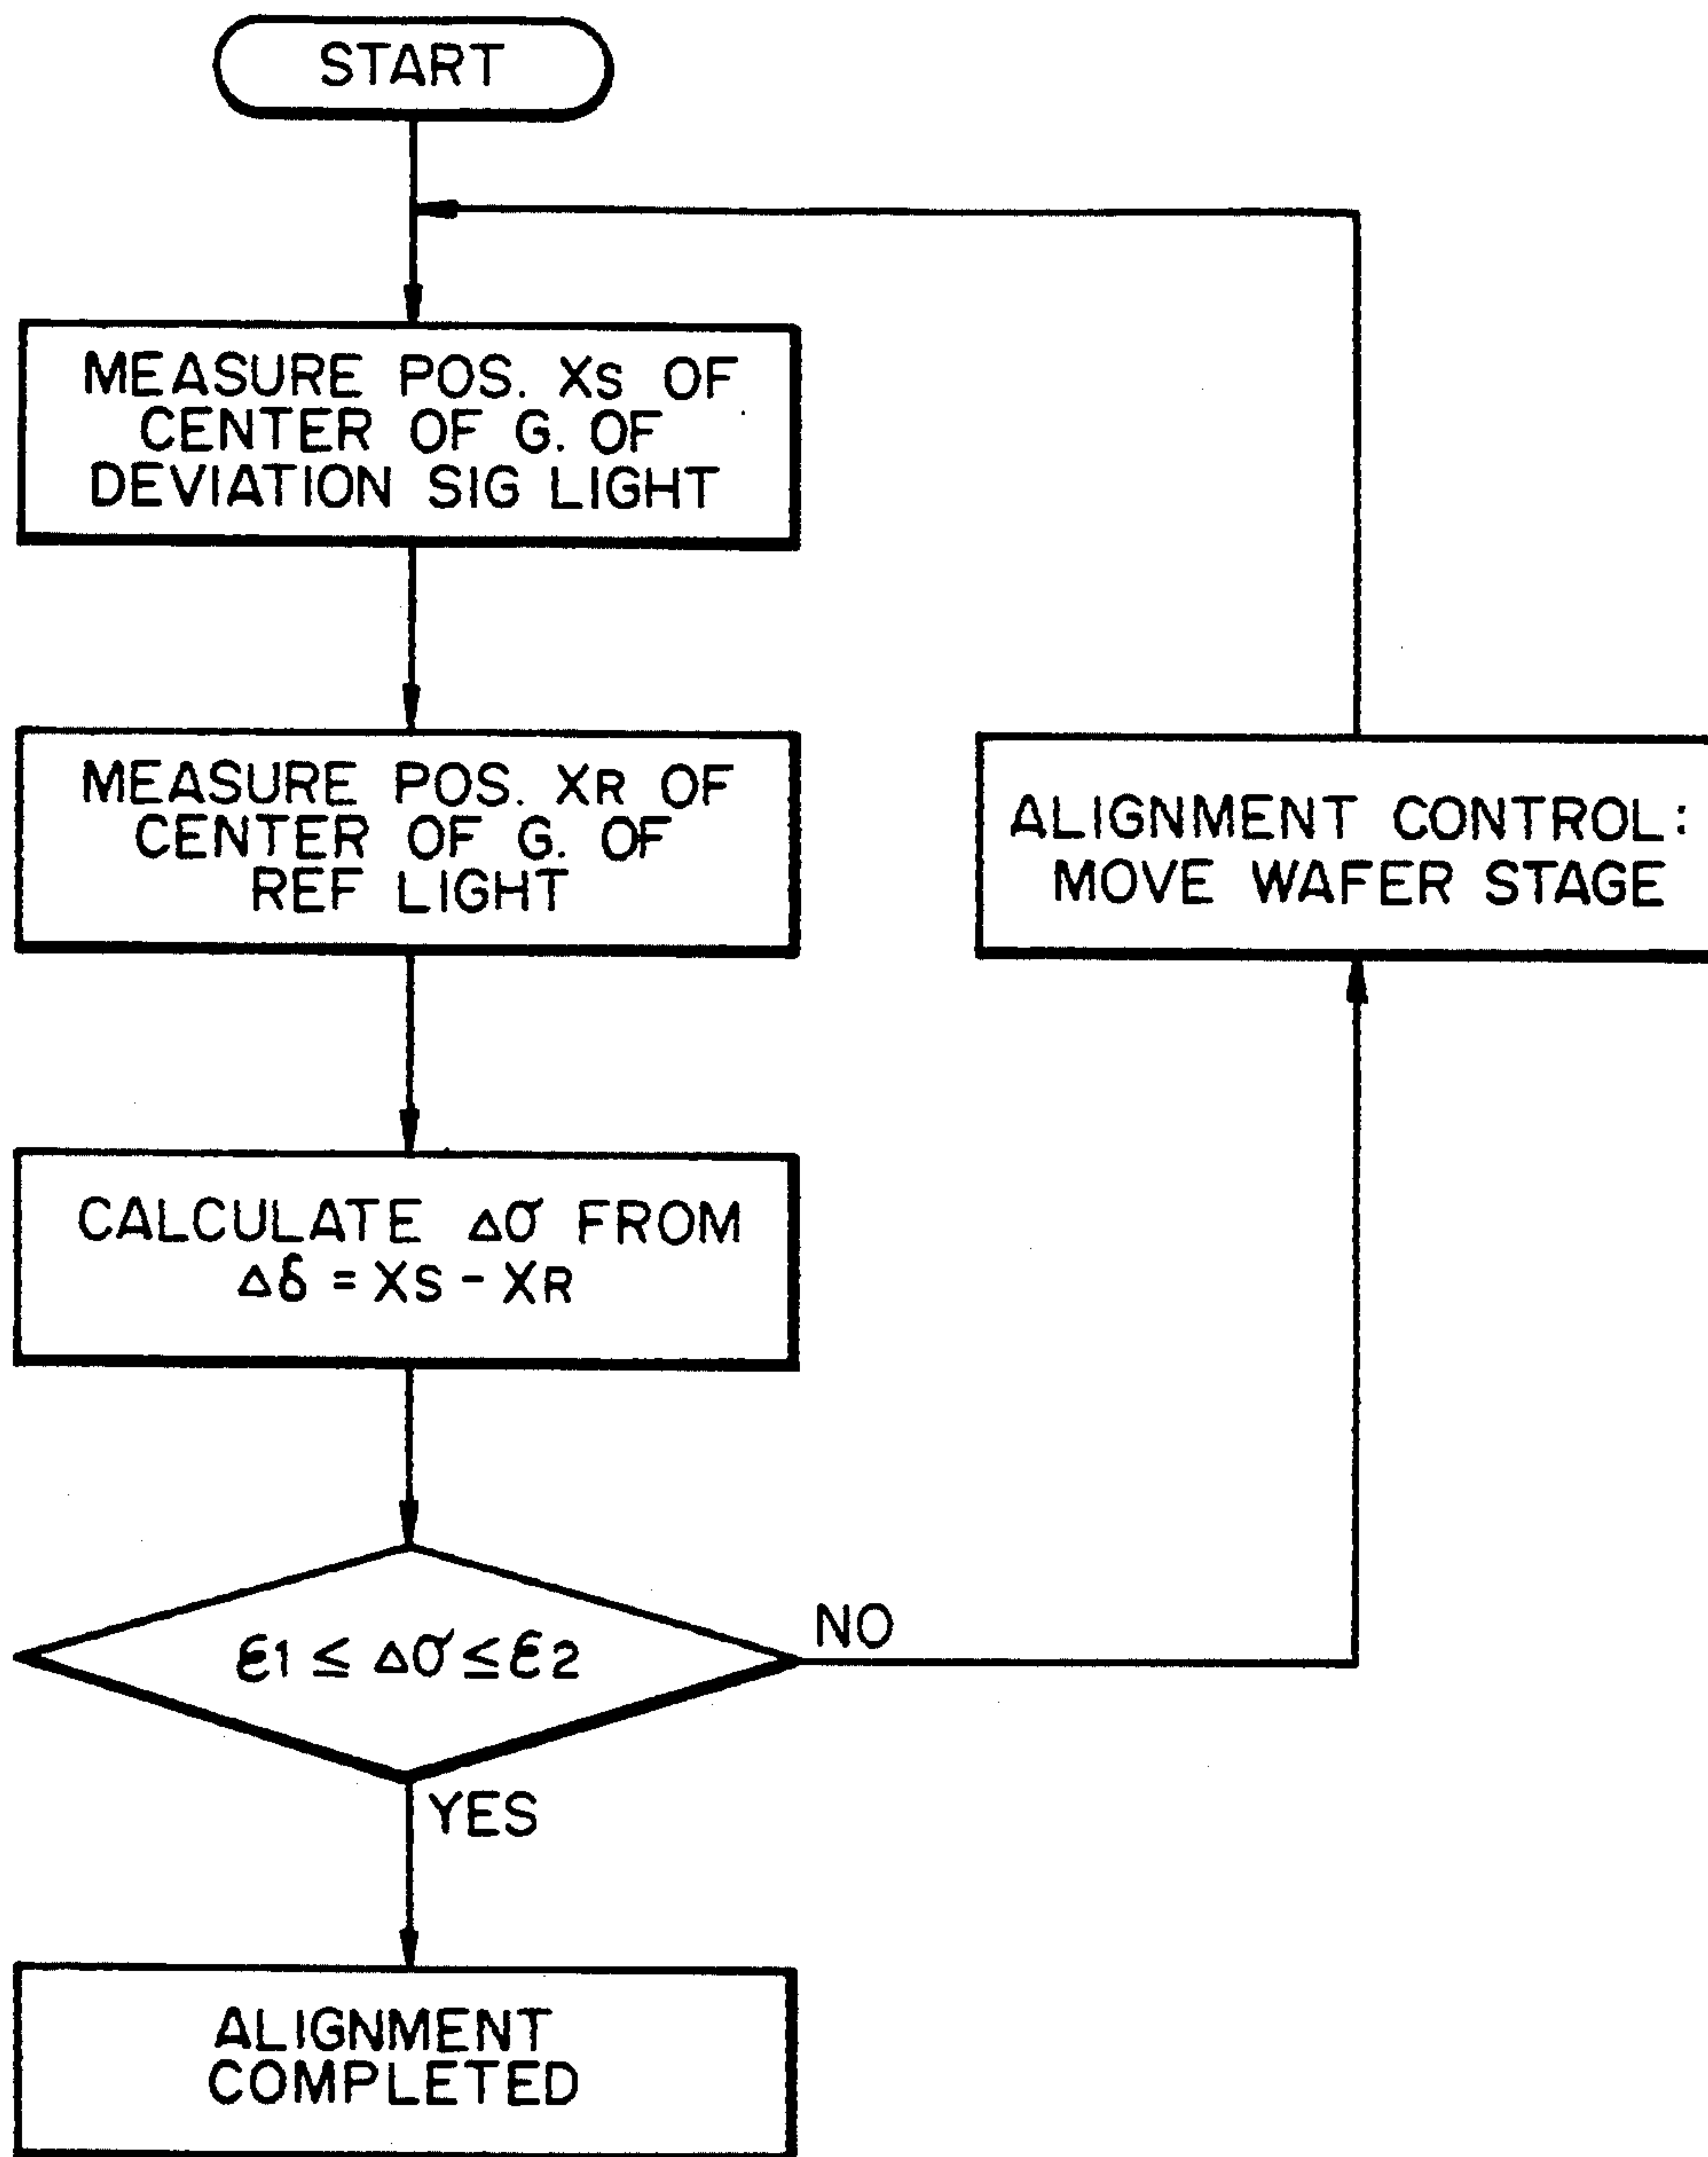 START
MEASURE POS. XS OF
CENTER OF G. OF
DEVIATION SIG LIGHT
MEASURE POS. XR OF
CENTER OF G. OF
REF LIGHT
ALIGNMENT CONTROL:
MOVE WAFER STAGE
CALCULATE Δσ FROM
Δδ = XS - XR
ε1 ≤ Δσ ≤ ε2
NO
YES
ALIGNMENT
COMPLETED